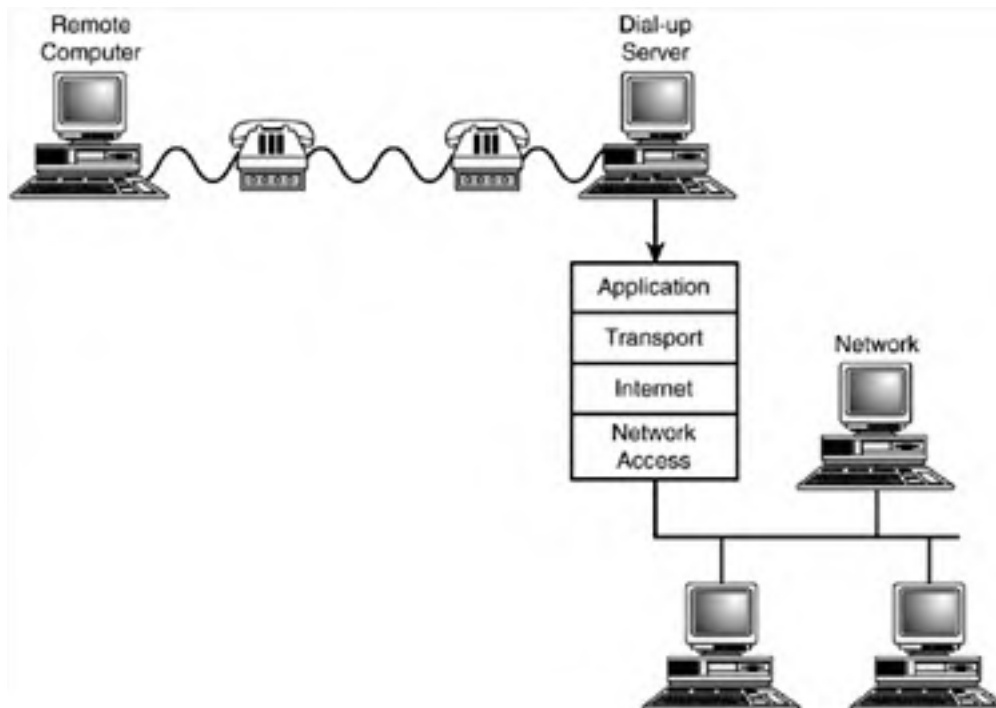 Remote
Computer
Dial-up
Server
Application
Transport
Internet
Network
Access
Network